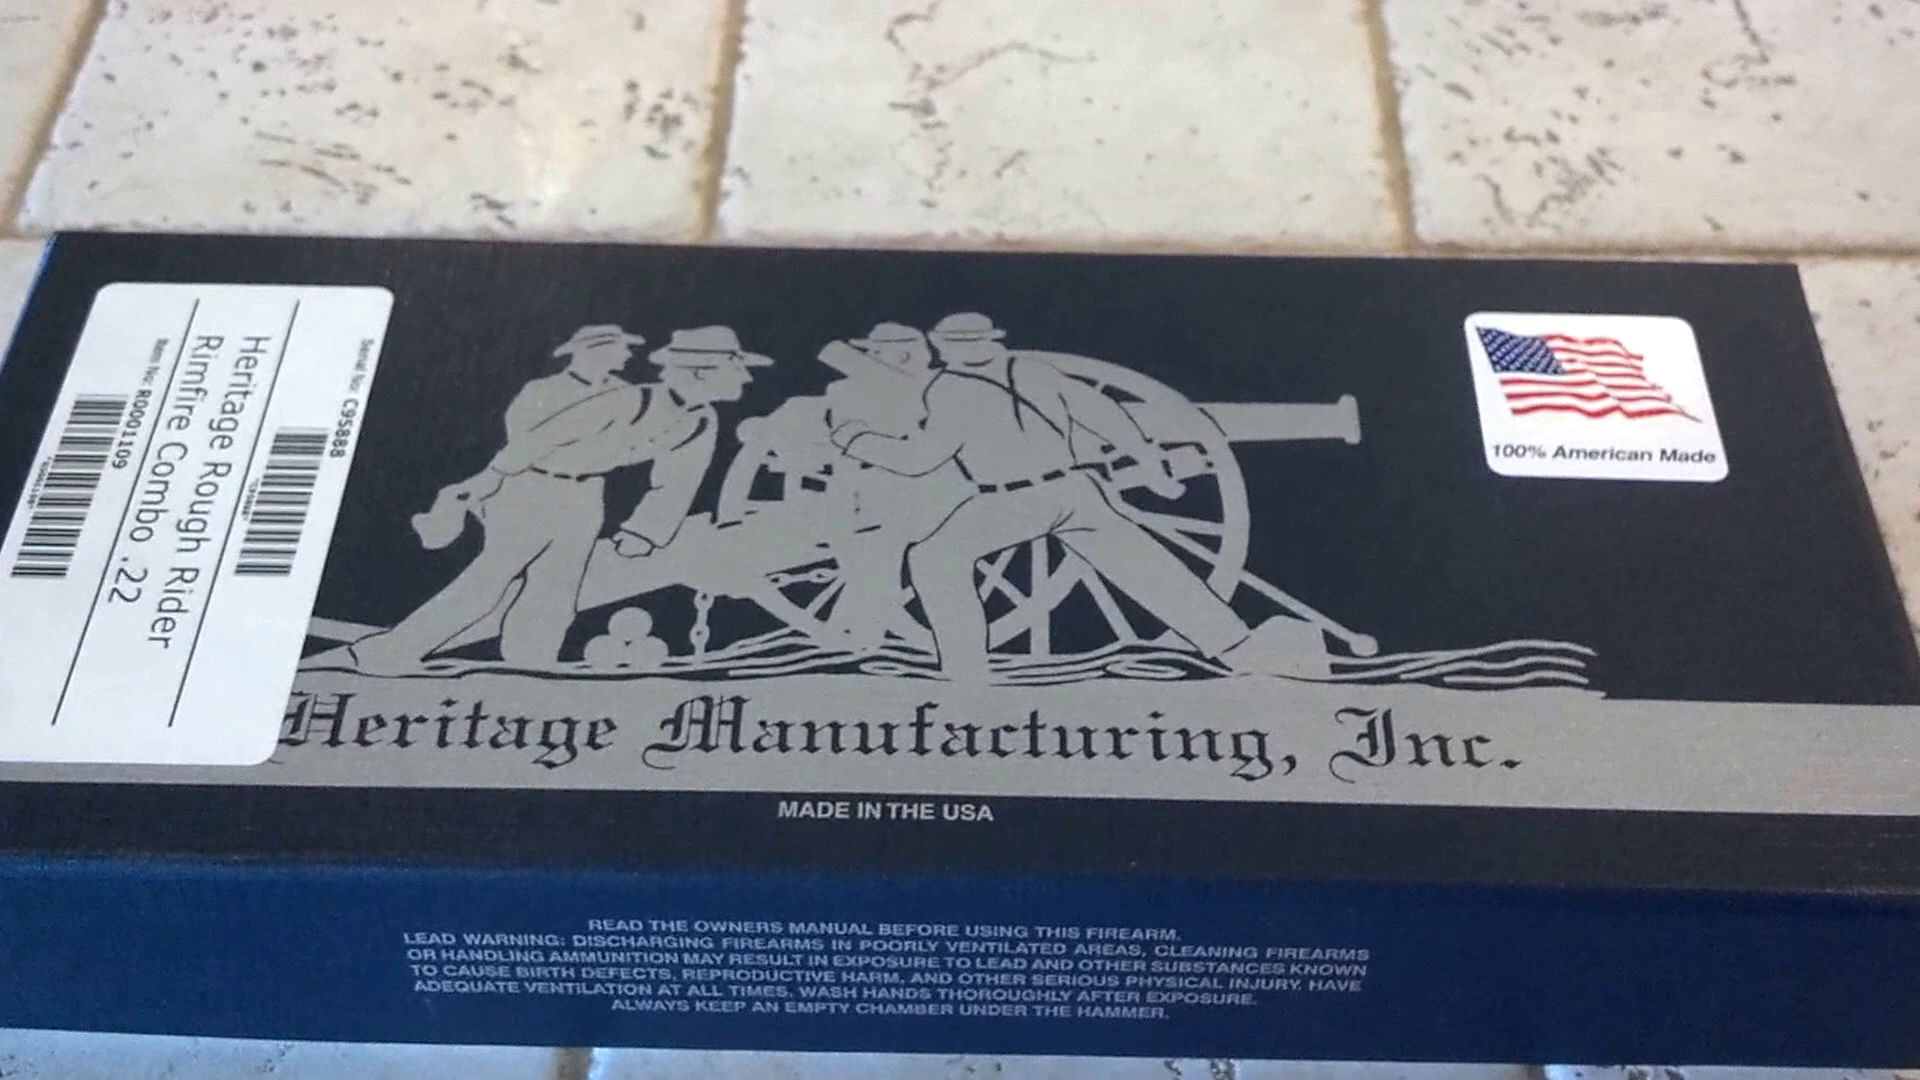 Serial No: C95888
Heritage Rough Rider
Rimfire Combo .22
Item No: R0001109
100% American Made
Heritage Manufacturing, Inc.
MADE IN THE USA
READ THE OWNERS MANUAL BEFORE USING THIS FIREARM.
LEAD WARNING: DISCHARGING FIREARMS IN POORLY VENTILATED AREAS, CLEANING FIREARMS
OR HANDLING AMMUNITION MAY RESULT IN EXPOSURE TO LEAD AND OTHER SUBSTANCES KNOWN
TO CAUSE BIRTH DEFECTS, REPRODUCTIVE HARM, AND OTHER SERIOUS PHYSICAL INJURY. HAVE
ADEQUATE VENTILATION AT ALL TIMES. WASH HANDS THOROUGHLY AFTER EXPOSURE.
ALWAYS KEEP AN EMPTY CHAMBER UNDER THE HAMMER.